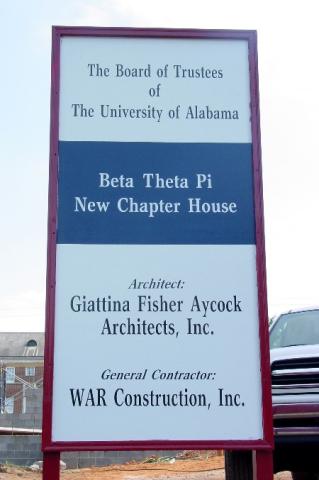 The Board of Trustees
of
The University of Alabama
Beta Theta Pi
New Chapter House
Architect:
Giattina Fisher Aycock
Architects, Inc.
General Contractor:
WAR Construction, Inc.